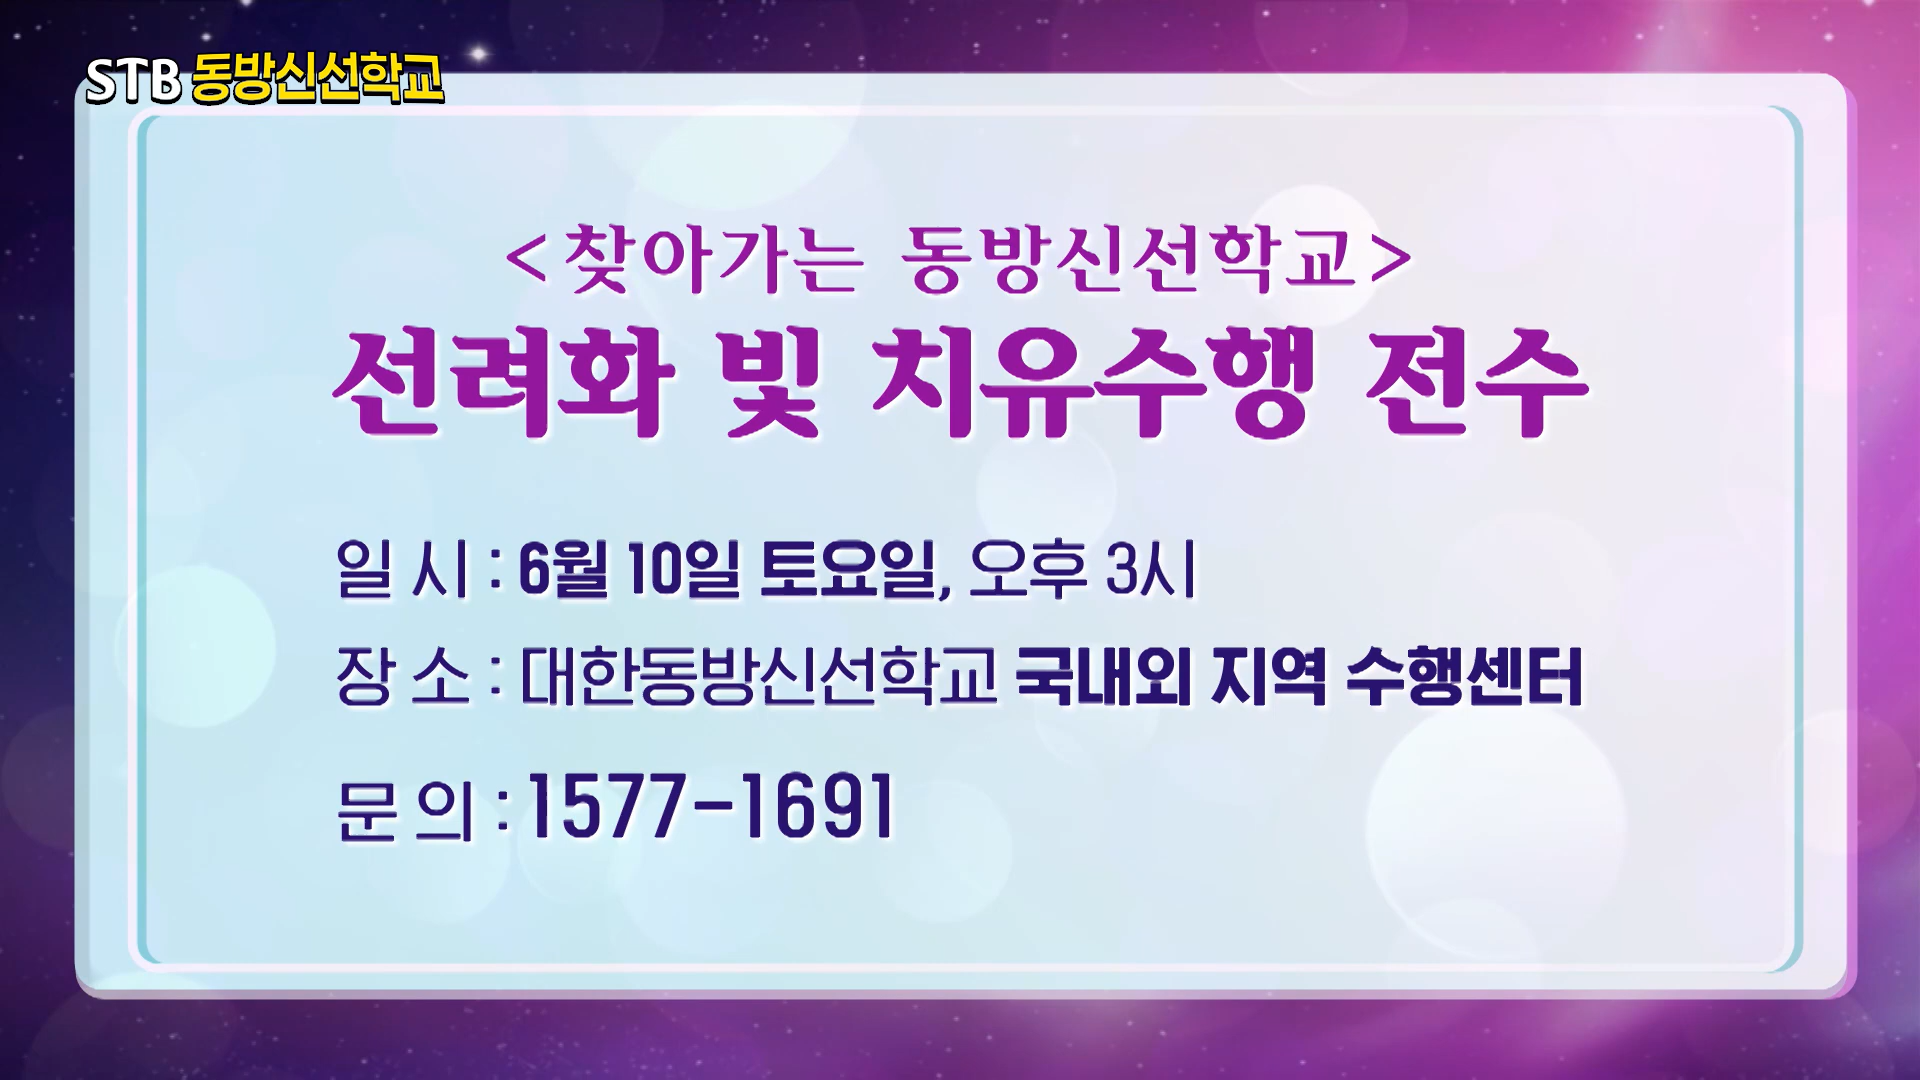 STB 동방신선학교
<찾아가는 동방신선학교>
선려화 빛 치유수행 전수
일 시 : 6월 10일 토요일, 오후 3시
장 소 : 대한동방신선학교 국내외 지역 수행센터
문 의 : 1577-1691